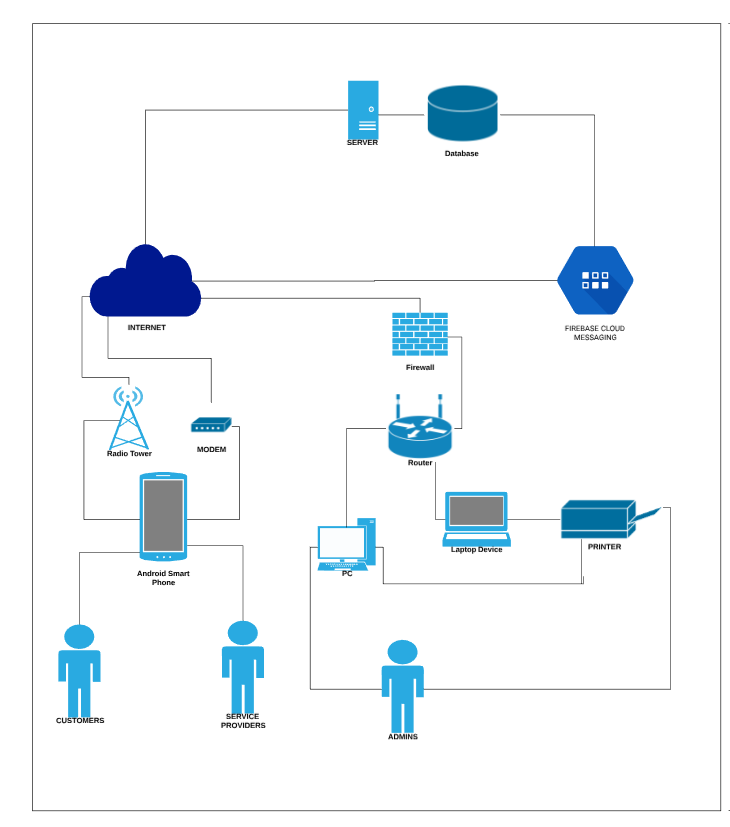 SERVER
Database
INTERNET
FIREBASE CLOUD
MESSAGING
Firewall
Radio Tower
MODEM
Router
Laptop Device
PRINTER
Android Smart
Phone
PC
CUSTOMERS
SERVICE
PROVIDERS
ADMINS